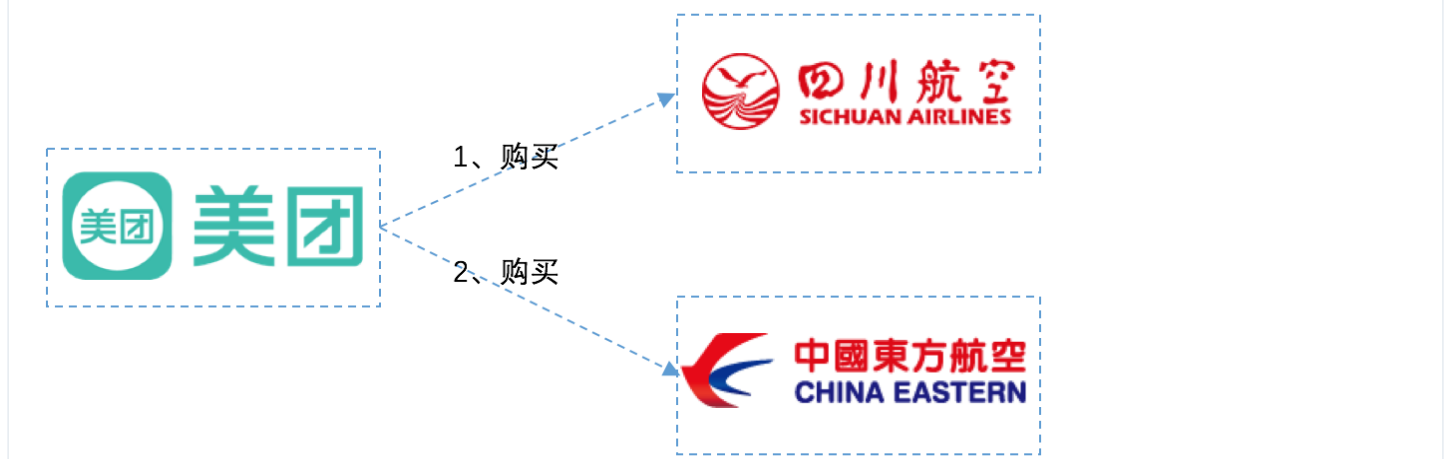 四川航空
SICHUAN AIRLINES
1、购买
美团 美团
2、购买
中國東方航空
CHINA EASTERN